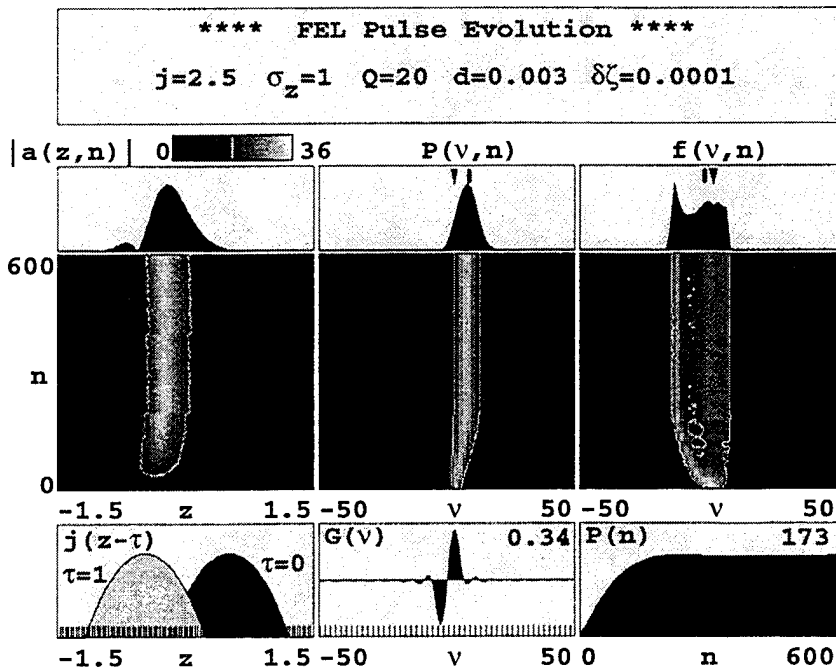 **** FEL Pulse Evolution ****
j=2.5 σz=1 Q=20 d=0.003 δζ=0.0001
|a(z,n)| 0 36 P(ν,n) f(ν,n)
600
n
0
-1.5 z 1.5 -50 ν 50 -50 ν 50
j(z-τ) G(ν) 0.34 P(n) 173
τ=1 τ=0
-1.5 z 1.5 -50 ν 50 0 n 600